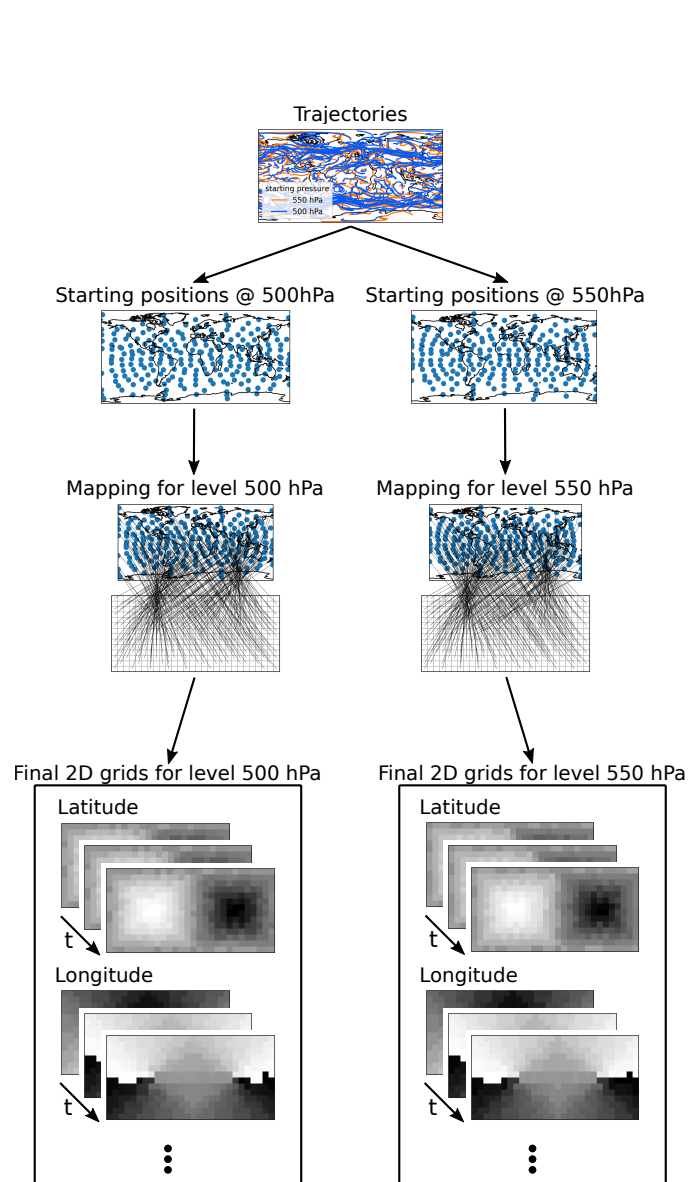 Trajectories
starting pressure
550 hPa
500 hPa
Starting positions @ 500hPa
Starting positions @ 550hPa
Mapping for level 500 hPa
Mapping for level 550 hPa
Final 2D grids for level 500 hPa
Final 2D grids for level 550 hPa
Latitude
t
Longitude
t
Latitude
t
Longitude
t